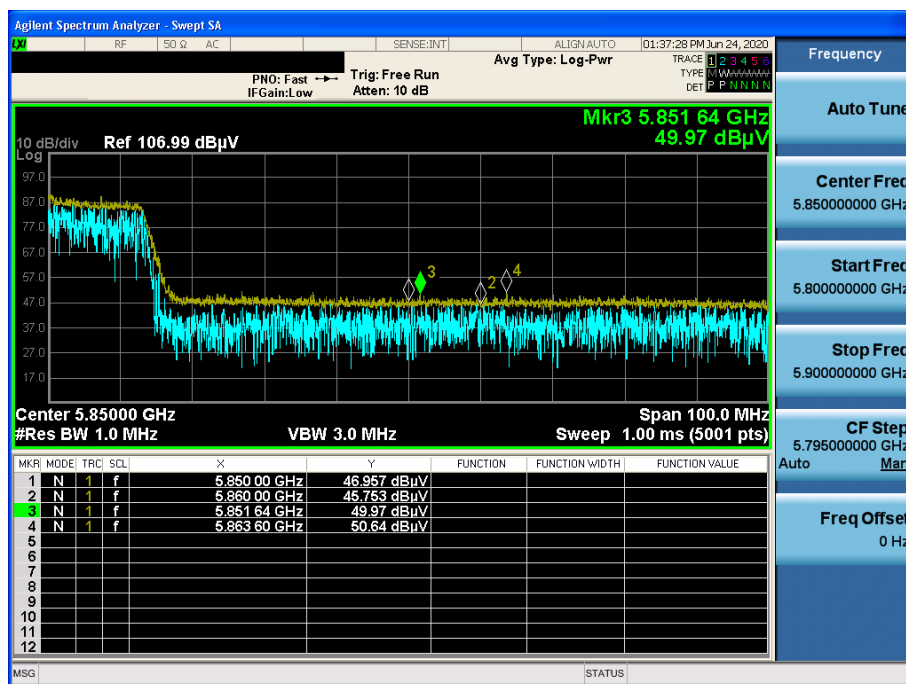 Agilent Spectrum Analyzer - Swept SA
LXI RF 50 Ω AC SENSE:INT ALIGN AUTO 01:37:28 PM Jun 24, 2020
Avg Type: Log-Pwr
PNO: Fast Trig: Free Run
IFGain:Low Atten: 10 dB
TRACE 1 2 3 4 5 6
TYPE M W W W W W
DET P P N N N N
Mkr3 5.851 64 GHz
49.97 dBµV
10 dB/div Ref 106.99 dBµV
Log
97.0
87.0
77.0
67.0
57.0
47.0
37.0
27.0
17.0
3
2
4
Center 5.85000 GHz Span 100.0 MHz
#Res BW 1.0 MHz VBW 3.0 MHz Sweep 1.00 ms (5001 pts)
MKR MODE TRC SCL X Y FUNCTION FUNCTION WIDTH FUNCTION VALUE
1 N 1 f 5.850 00 GHz 46.957 dBµV
2 N 1 f 5.860 00 GHz 45.753 dBµV
3 N 1 f 5.851 64 GHz 49.97 dBµV
4 N 1 f 5.863 60 GHz 50.64 dBµV
5
6
7
8
9
10
11
12
MSG STATUS
Frequency
Auto Tune
Center Freq
5.850000000 GHz
Start Freq
5.800000000 GHz
Stop Freq
5.900000000 GHz
CF Step
5.795000000 GHz
Auto Man
Freq Offset
0 Hz